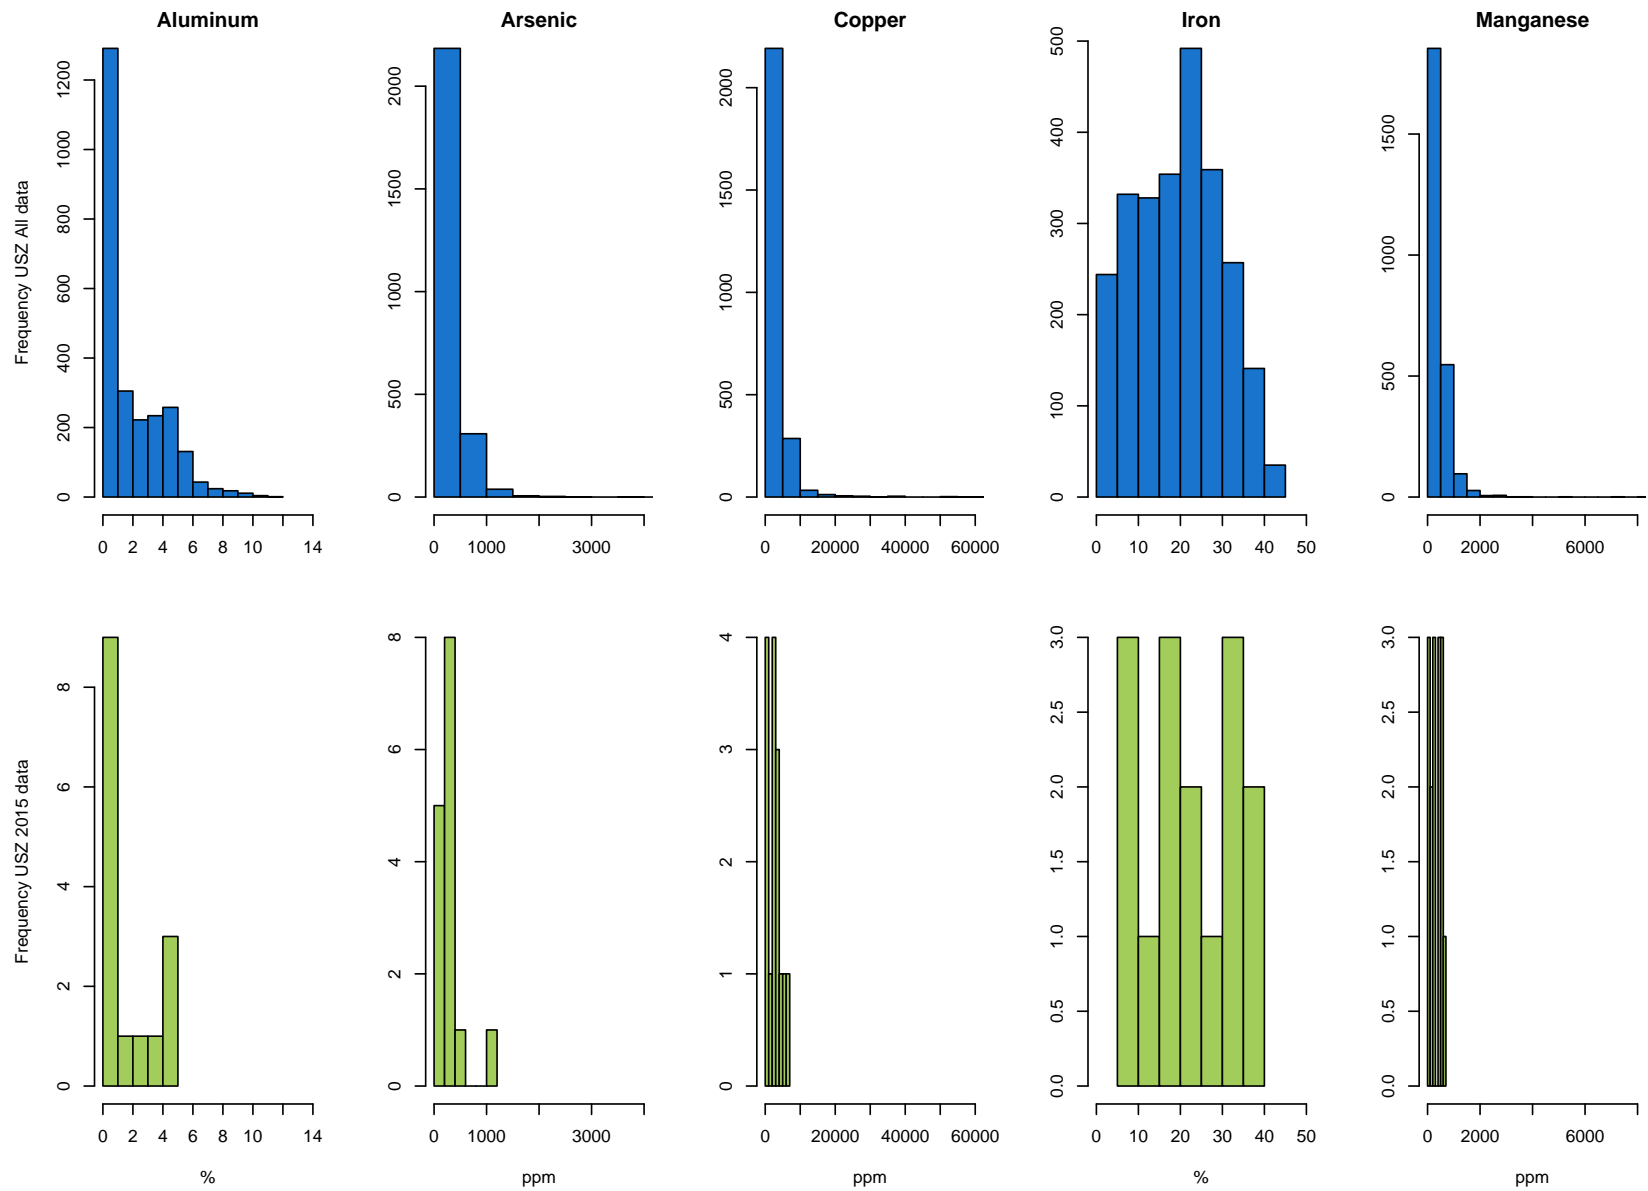 Aluminum Arsenic Copper Iron Manganese
Frequency USZ All data
0 200 400 600 800 1000 1200
0 2 4 6 8 10 14
0 500 1000 1500 2000
0 1000 3000
0 500 1000 1500 2000
0 20000 40000 60000
0 100 200 300 400 500
0 10 20 30 40 50
0 500 1000 1500
0 2000 6000
Frequency USZ 2015 data
0 2 4 6 8
0 2 4 6 8 10 14
%
0 2 4 6 8
0 1000 3000
ppm
0 1 2 3 4
0 20000 40000 60000
ppm
0.0 0.5 1.0 1.5 2.0 2.5 3.0
0 10 20 30 40 50
%
0.0 0.5 1.0 1.5 2.0 2.5 3.0
0 2000 6000
ppm